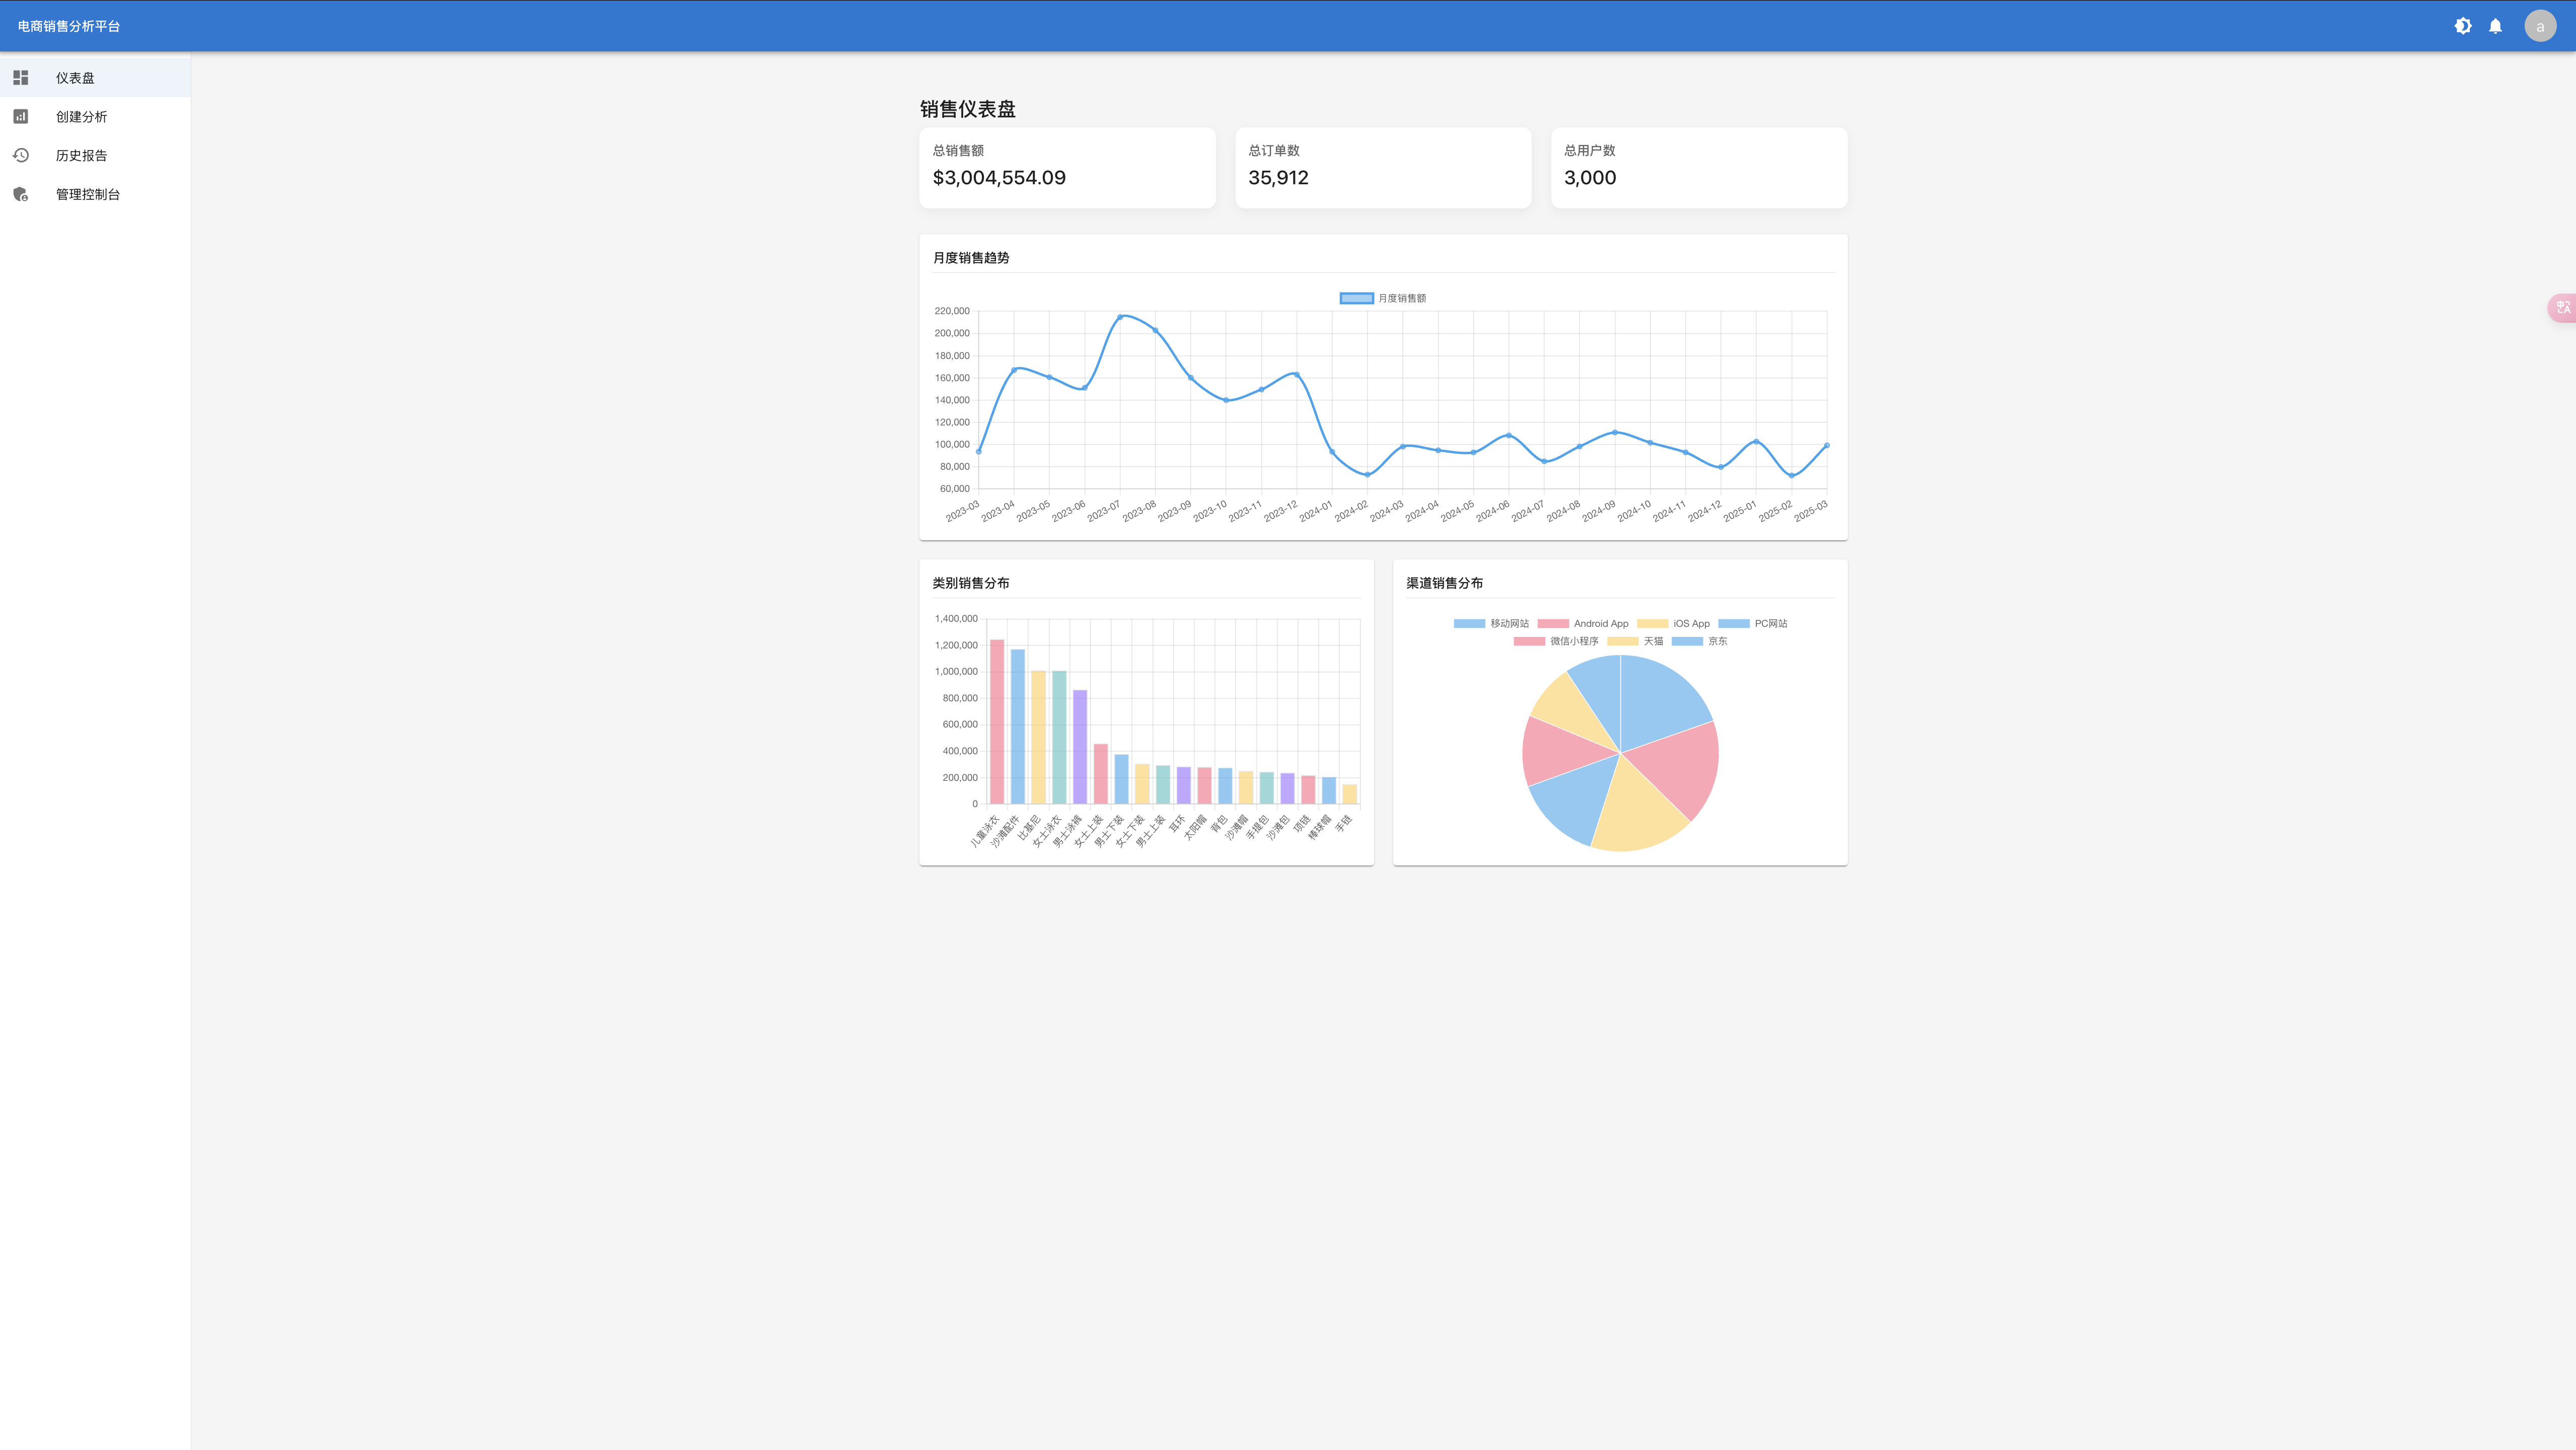 电商销售分析平台
a
仪表盘
创建分析
历史报告
管理控制台
销售仪表盘
总销售额
$3,004,554.09
总订单数
35,912
总用户数
3,000
月度销售趋势
月度销售额
220,000
200,000
180,000
160,000
140,000
120,000
100,000
80,000
60,000
2023-03
2023-04
2023-05
2023-06
2023-07
2023-08
2023-09
2023-10
2023-11
2023-12
2024-01
2024-02
2024-03
2024-04
2024-05
2024-06
2024-07
2024-08
2024-09
2024-10
2024-11
2024-12
2025-01
2025-02
2025-03
类别销售分布
1,400,000
1,200,000
1,000,000
800,000
600,000
400,000
200,000
0
儿童泳衣
沙滩配件
比基尼
女士泳衣
男士泳裤
女士上装
男士下装
女士下装
男士上装
耳环
太阳帽
背包
沙滩帽
手提包
沙滩包
项链
棒球帽
手链
渠道销售分布
移动网站 Android App iOS App PC网站
微信小程序 天猫 京东